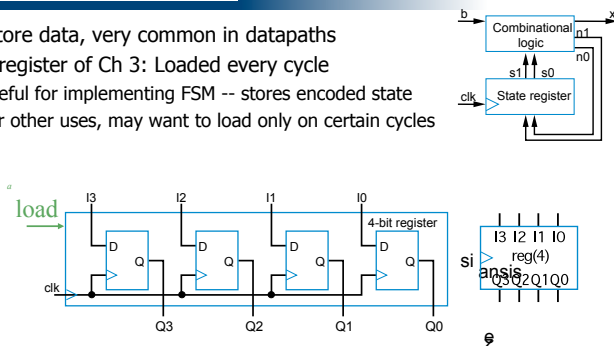 tore data, very common in datapaths
register of Ch 3: Loaded every cycle
eful for implementing FSM -- stores encoded state
r other uses, may want to load only on certain cycles
b
Combinational
logic
x
n1
n0
s1 s0
clk
State register
a
load
I3 I2 I1 I0
4-bit register
D D D D
Q Q Q Q
clk
Q3 Q2 Q1 Q0
I3 I2 I1 I0
reg(4)
si
ansis
Q3Q2Q1Q0